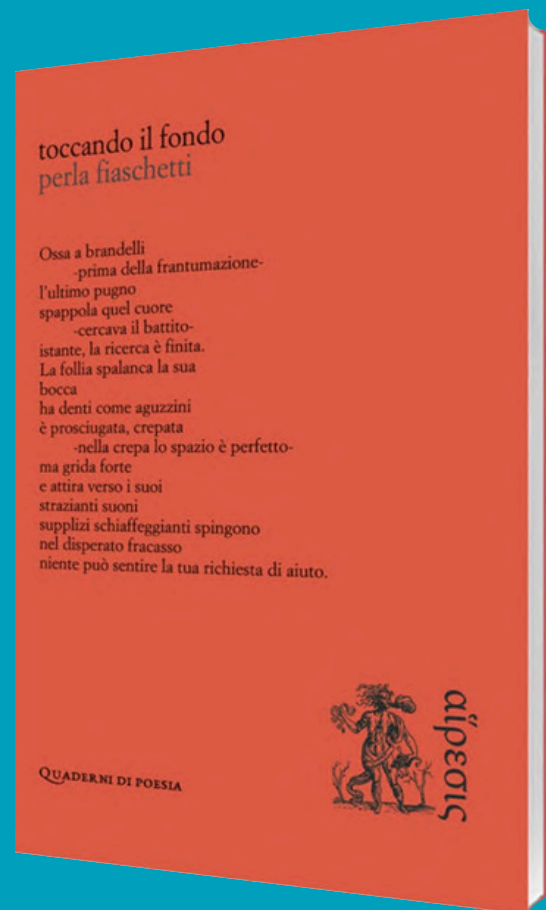 toccando il fondo
perla fiaschetti
Ossa a brandelli
-prima della frantumazione-
l'ultimo pugno
spappola quel cuore
-cercava il battito-
istante, la ricerca è finita.
La follia spalanca la sua
bocca
ha denti come aguzzini
è prosciugata, crepata
-nella crepa lo spazio è perfetto-
ma grida forte
e attira verso i suoi
strazianti suoni
supplizi schiaffeggianti spingono
nel disperato fracasso
niente può sentire la tua richiesta di aiuto.
αἵρεσις
QUADERNI DI POESIA